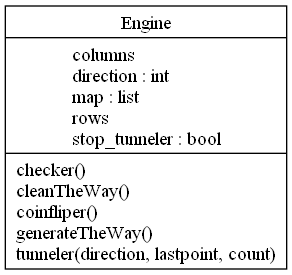 Engine
columns
direction : int
map : list
rows
stop_tunneler : bool
checker()
cleanTheWay()
coinfliper()
generateTheWay()
tunneler(direction, lastpoint, count)